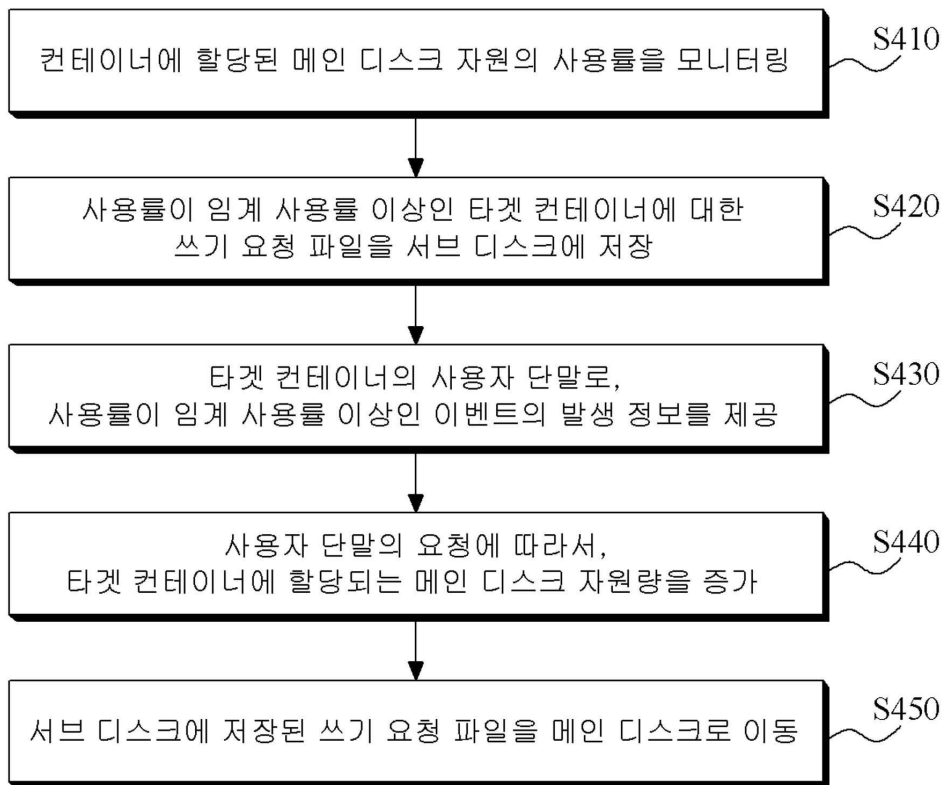 컨테이너에 할당된 메인 디스크 자원의 사용률을 모니터링
S410
사용률이 임계 사용률 이상인 타겟 컨테이너에 대한
쓰기 요청 파일을 서브 디스크에 저장
S420
타겟 컨테이너의 사용자 단말로,
사용률이 임계 사용률 이상인 이벤트의 발생 정보를 제공
S430
사용자 단말의 요청에 따라서,
타겟 컨테이너에 할당되는 메인 디스크 자원량을 증가
S440
서브 디스크에 저장된 쓰기 요청 파일을 메인 디스크로 이동
S450